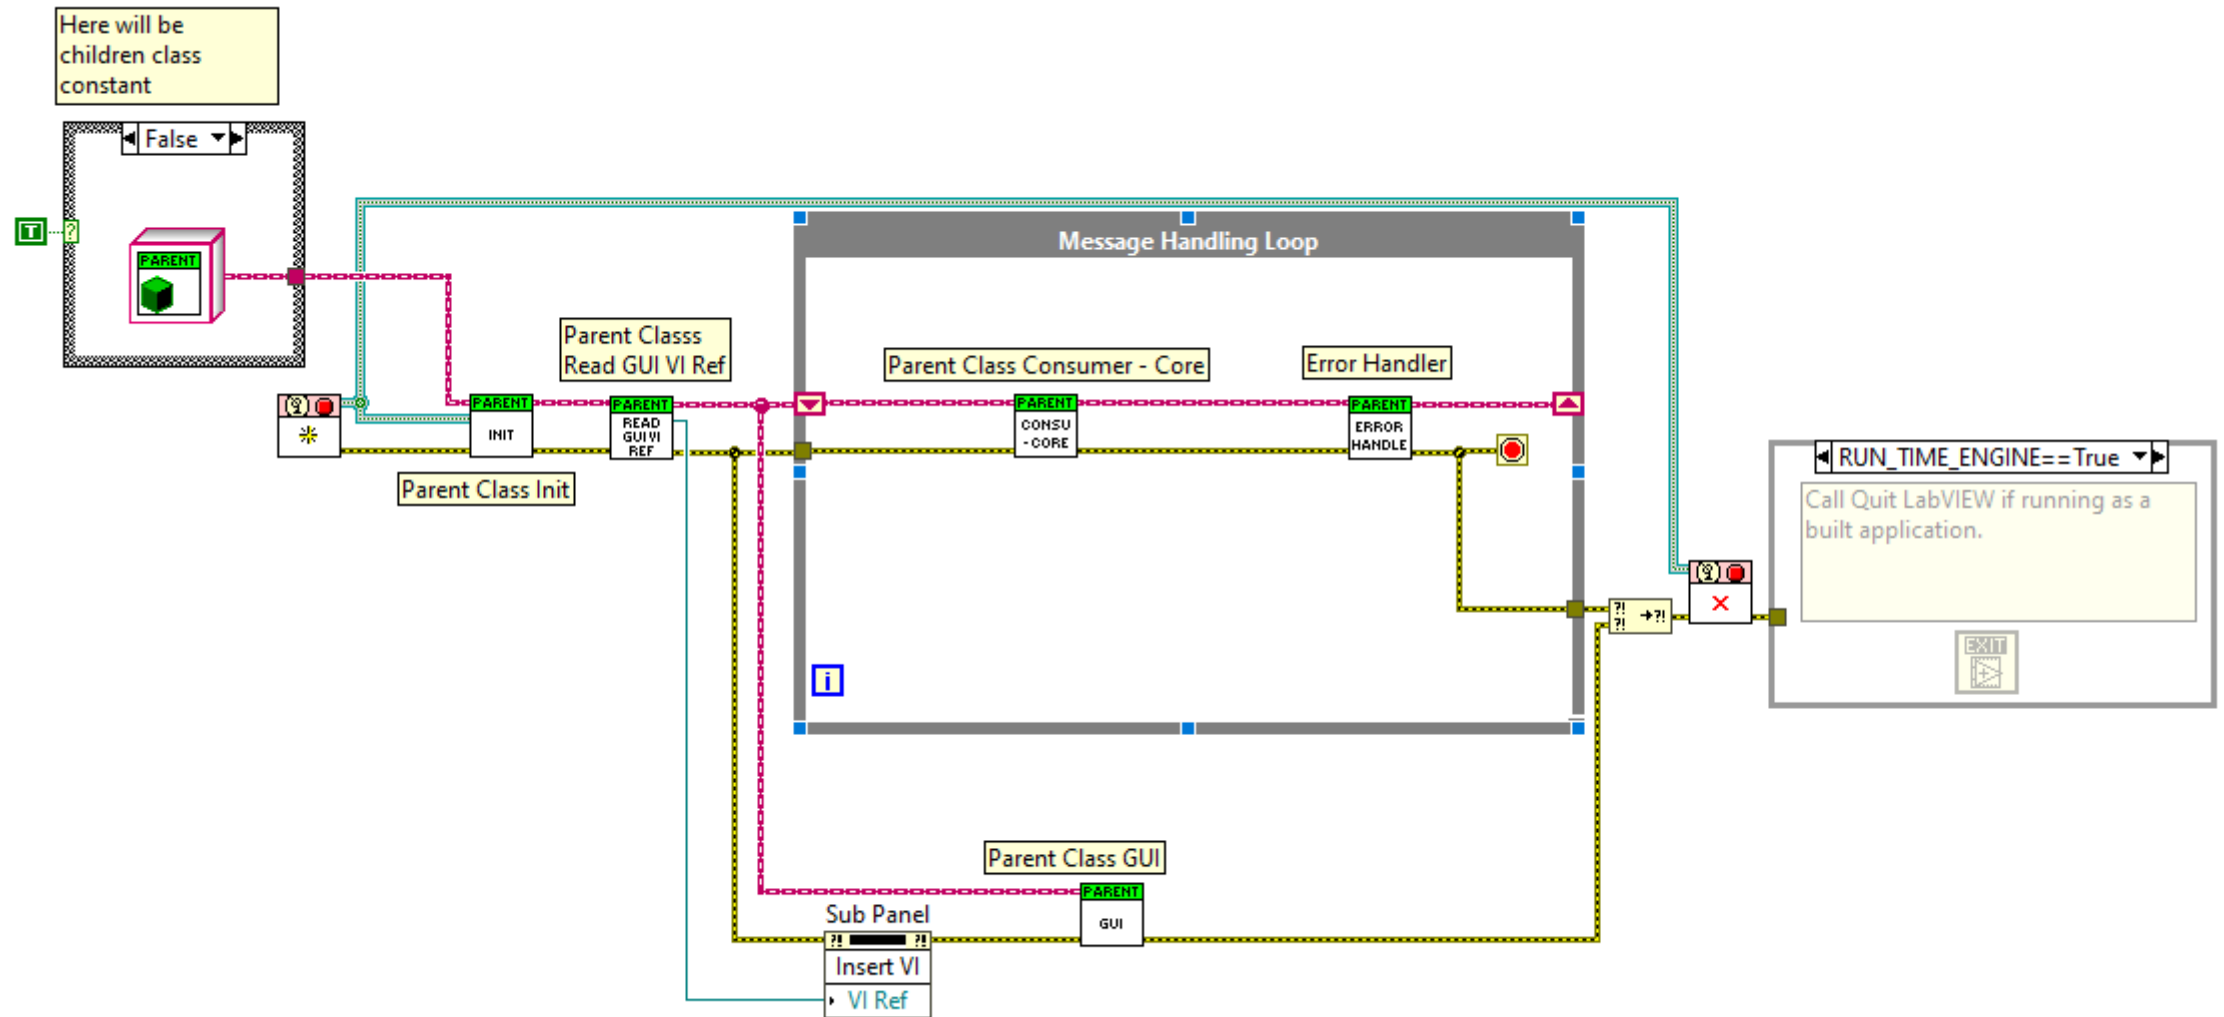 Here will be
children class
constant
False
T
?
PARENT
Message Handling Loop
Parent Classs
Read GUI VI Ref
Parent Class Consumer - Core
Error Handler
PARENT
INIT
PARENT
READ
GUI VI
REF
PARENT
CONSU
-CORE
PARENT
ERROR
HANDLE
Parent Class Init
RUN_TIME_ENGINE==True
Call Quit LabVIEW if running as a
built application.
?!
?!
?!
EXIT
i
Parent Class GUI
PARENT
GUI
Sub Panel
?!
?!
Insert VI
VI Ref